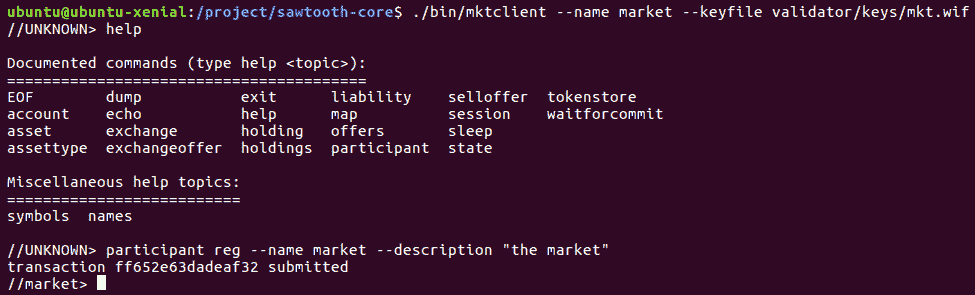 ubuntu@ubuntu-xenial:/project/sawtooth-core$ ./bin/mktclient --name market --keyfile validator/keys/mkt.wif
//UNKNOWN> help
Documented commands (type help <topic>):
========================================
EOF dump exit liability selloffer tokenstore
account echo help map session waitforcommit
asset exchange holding offers sleep
assettype exchangeoffer holdings participant state
Miscellaneous help topics:
==========================
symbols names
//UNKNOWN> participant reg --name market --description "the market"
transaction ff652e63dadeaf32 submitted
//market>